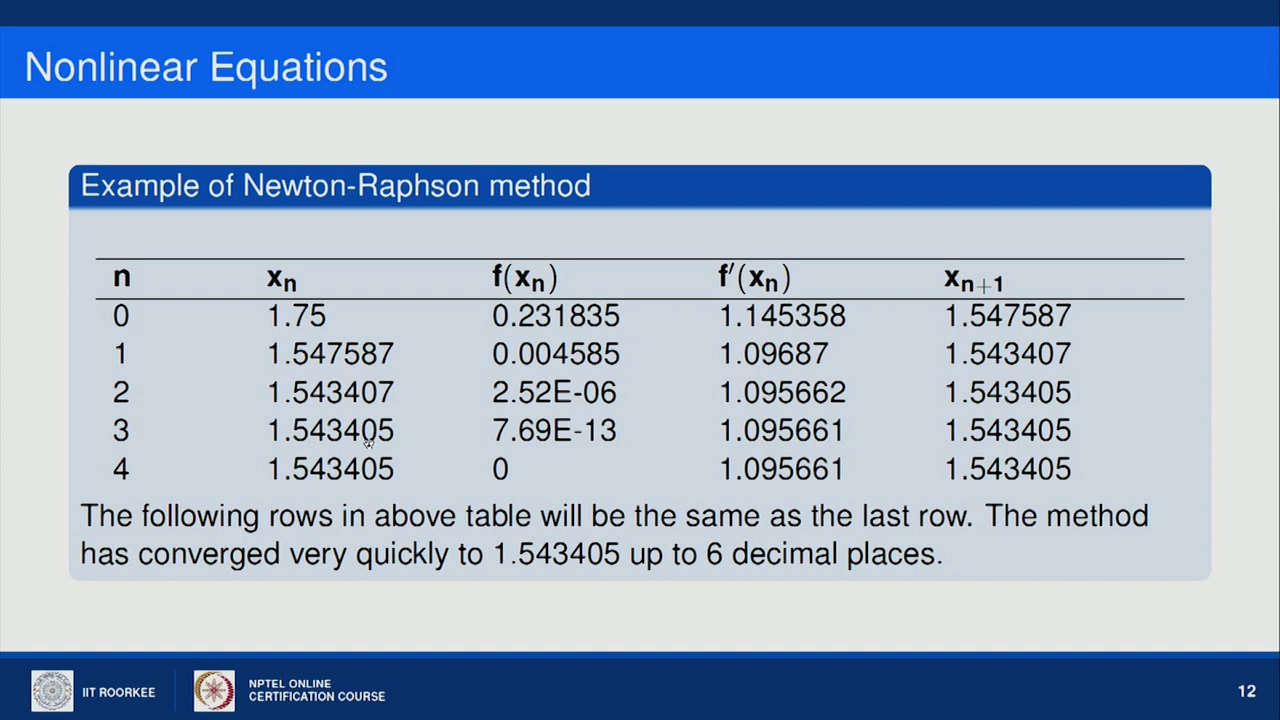 Nonlinear Equations
Example of Newton-Raphson method
n xn f(xn) f′(xn) xn+1
0 1.75 0.231835 1.145358 1.547587
1 1.547587 0.004585 1.09687 1.543407
2 1.543407 2.52E-06 1.095662 1.543405
3 1.543405 7.69E-13 1.095661 1.543405
4 1.543405 0 1.095661 1.543405
The following rows in above table will be the same as the last row. The method
has converged very quickly to 1.543405 up to 6 decimal places.
IIT ROORKEE
NPTEL ONLINE
CERTIFICATION COURSE
12